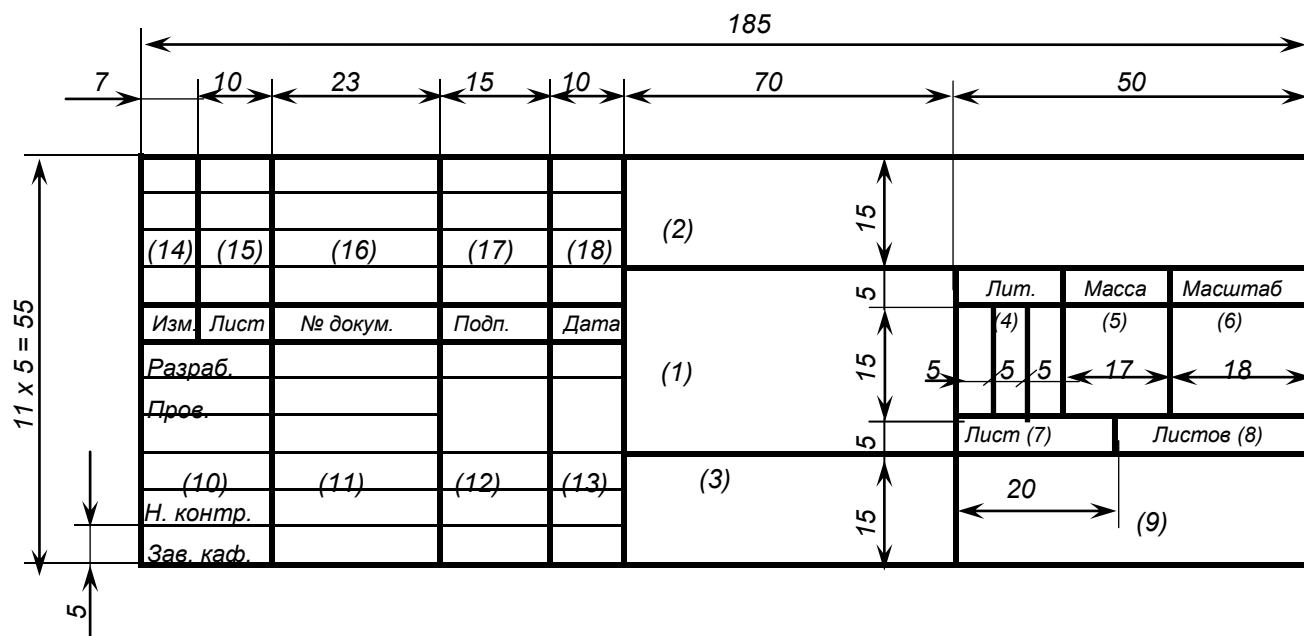 185
7 10 23 15 10 70 50
15
(2)
(14) (15) (16) (17) (18)
5 Лит. Масса Масштаб
(4) (5) (6)
Изм. Лист № докум. Подп. Дата
11 x 5 = 55
Разраб.
(1) 15 5 5 5 17 18
Пров.
5 Лист (7) Листов (8)
(10) (11) (12) (13) (3) 20
Н. контр.
15 (9)
Зав. каф.
5